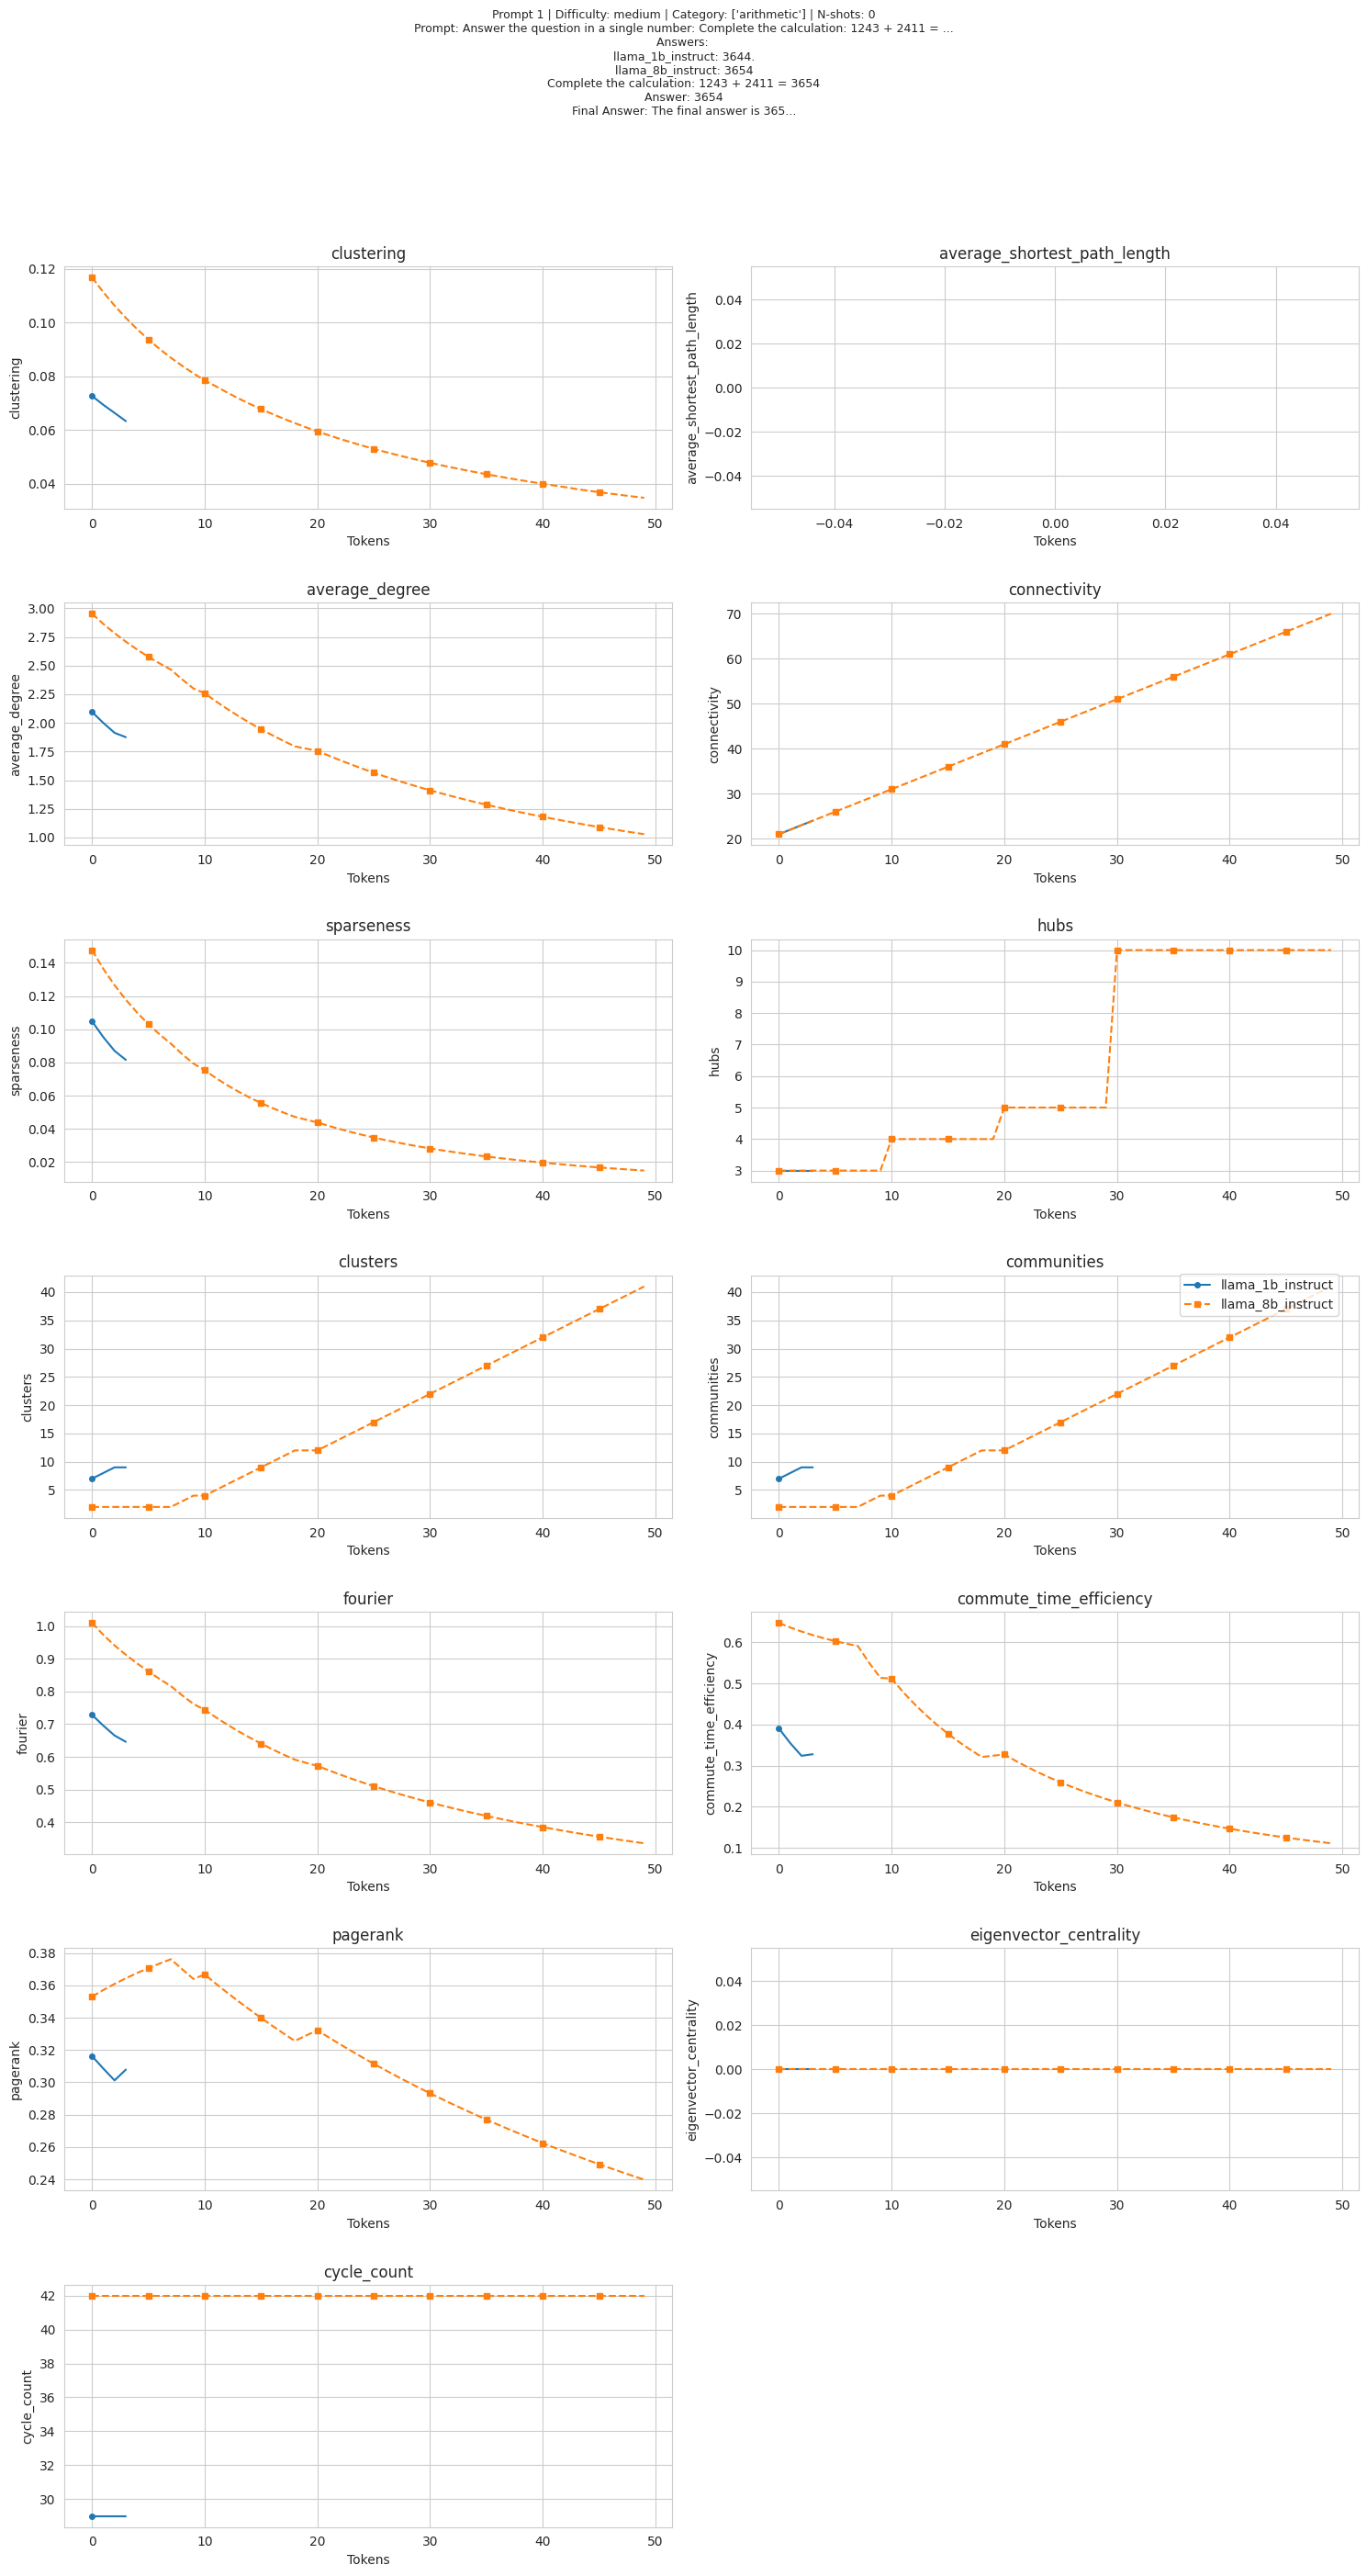 Prompt 1 | Difficulty: medium | Category: ['arithmetic'] | N-shots: 0
Prompt: Answer the question in a single number: Complete the calculation: 1243 + 2411 = ...
Answers:
llama_1b_instruct: 3644.
llama_8b_instruct: 3654
Complete the calculation: 1243 + 2411 = 3654
Answer: 3654
Final Answer: The final answer is 365...
clustering
clustering
0.12
0.10
0.08
0.06
0.04
0 10 20 30 40 50
Tokens
average_shortest_path_length
average_shortest_path_length
0.04
0.02
0.00
−0.02
−0.04
−0.04 −0.02 0.00 0.02 0.04
Tokens
average_degree
average_degree
3.00
2.75
2.50
2.25
2.00
1.75
1.50
1.25
1.00
0 10 20 30 40 50
Tokens
connectivity
connectivity
70
60
50
40
30
20
0 10 20 30 40 50
Tokens
sparseness
sparseness
0.14
0.12
0.10
0.08
0.06
0.04
0.02
0 10 20 30 40 50
Tokens
hubs
hubs
10
9
8
7
6
5
4
3
0 10 20 30 40 50
Tokens
clusters
clusters
40
35
30
25
20
15
10
5
0 10 20 30 40 50
Tokens
communities
communities
40
35
30
25
20
15
10
5
0 10 20 30 40 50
Tokens
llama_1b_instruct
llama_8b_instruct
fourier
fourier
1.0
0.9
0.8
0.7
0.6
0.5
0.4
0 10 20 30 40 50
Tokens
commute_time_efficiency
commute_time_efficiency
0.6
0.5
0.4
0.3
0.2
0.1
0 10 20 30 40 50
Tokens
pagerank
pagerank
0.38
0.36
0.34
0.32
0.30
0.28
0.26
0.24
0 10 20 30 40 50
Tokens
eigenvector_centrality
eigenvector_centrality
0.04
0.02
0.00
−0.02
−0.04
0 10 20 30 40 50
Tokens
cycle_count
cycle_count
42
40
38
36
34
32
30
0 10 20 30 40 50
Tokens